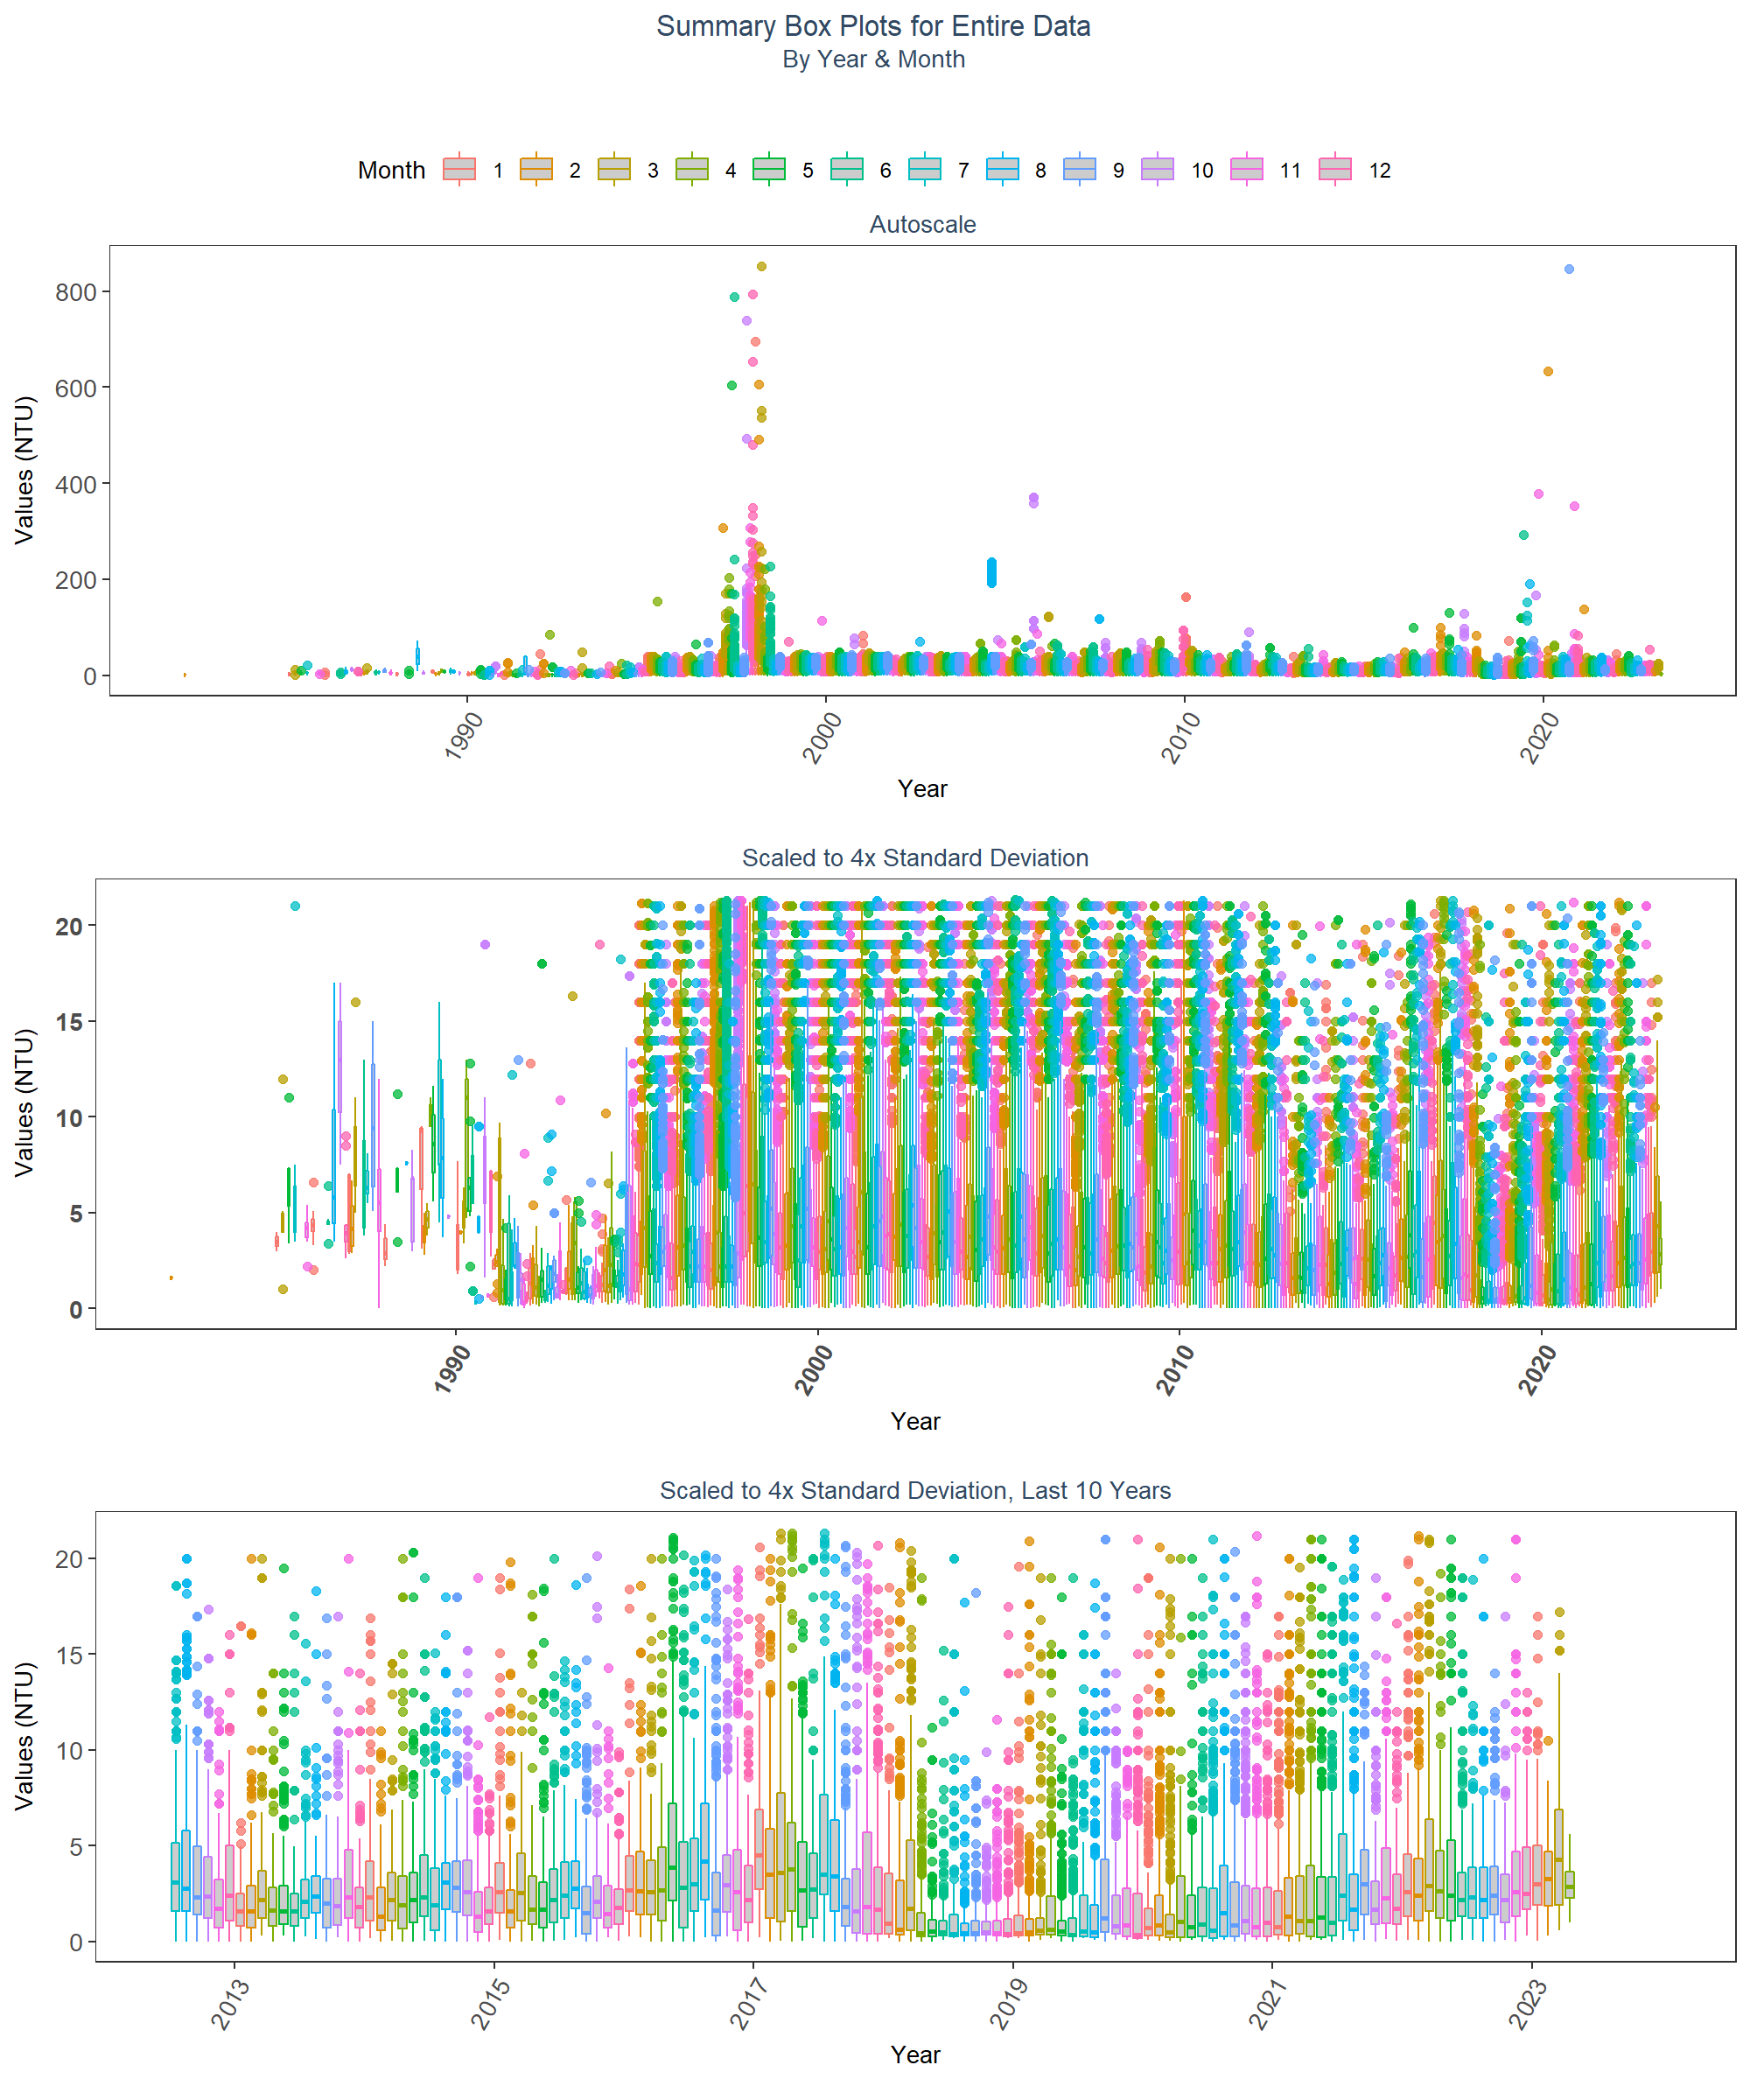 Summary Box Plots for Entire Data
By Year & Month
Month 1 2 3 4 5 6 7 8 9 10 11 12
Autoscale
Values (NTU)
800
600
400
200
0
1990 2000 2010 2020
Year
Scaled to 4x Standard Deviation
Values (NTU)
20
15
10
5
0
1990 2000 2010 2020
Year
Scaled to 4x Standard Deviation, Last 10 Years
Values (NTU)
20
15
10
5
0
2013 2015 2017 2019 2021 2023
Year